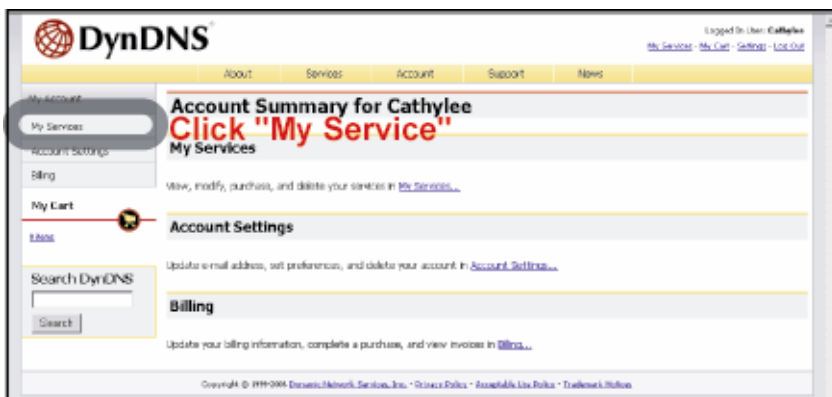 DynDNS
Logged In User: Cathylee
My Services - My Cart - Settings - Log Out
About Services Account Support News
My Account
My Services
Account Settings
Billing
My Cart
0 items
Search DynDNS
Search
Account Summary for Cathylee
Click "My Service"
My Services
View, modify, purchase, and delete your services in My Services...
Account Settings
Update e-mail address, set preferences, and delete your account in Account Settings...
Billing
Update your billing information, complete a purchase, and view invoices in Billing...
Copyright © 1999-2006 Dynamic Network Services, Inc. - Privacy Policy - Acceptable Use Policy - Trademark Notices